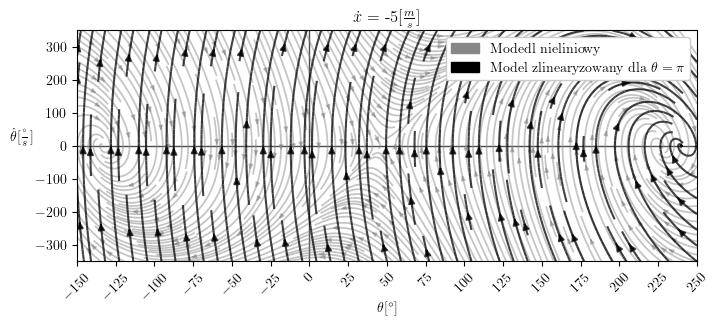 ẋ = -5[m/s]
Modedl nieliniowy
Model zlinearyzowany dla θ = π
300
200
100
0
−100
−200
−300
θ̇[°/s]
−150 −125 −100 −75 −50 −25 0 25 50 75 100 125 150 175 200 225 250
θ[°]